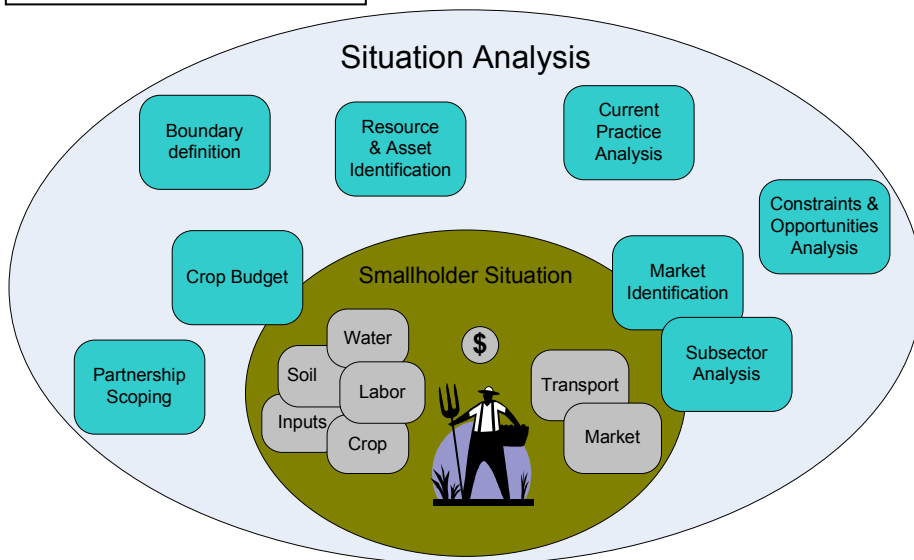 Situation Analysis
Boundary
definition
Resource
& Asset
Identification
Current
Practice
Analysis
Constraints &
Opportunities
Analysis
Crop Budget
Smallholder Situation
Market
Identification
Partnership
Scoping
Water
Soil
Labor
Inputs
Crop
$
Transport
Market
Subsector
Analysis